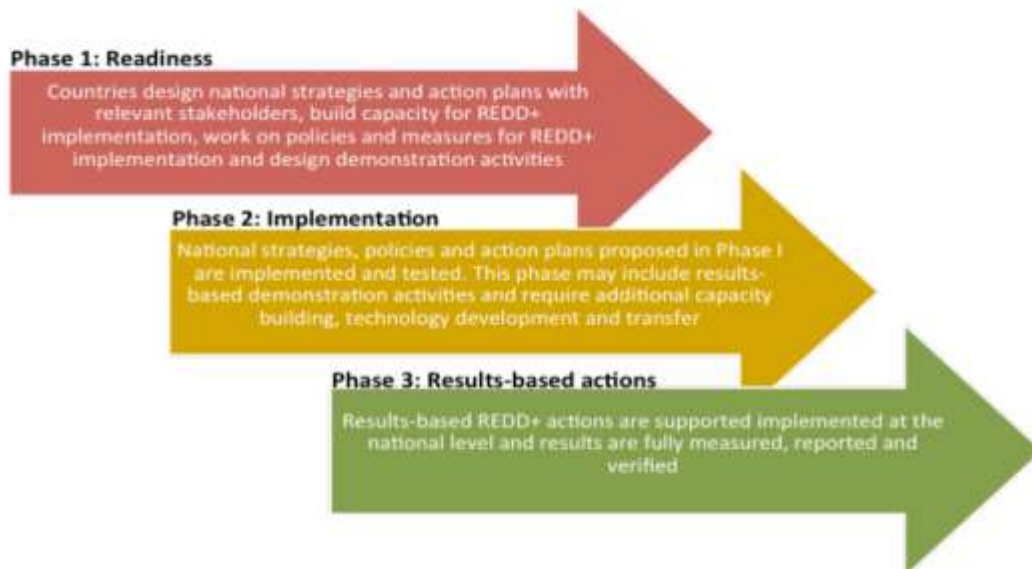 Phase 1: Readiness
Countries design national strategies and action plans with
relevant stakeholders, build capacity for REDD+
implementation, work on policies and measures for REDD+
implementation and design demonstration activities
Phase 2: Implementation
National strategies, policies and action plans proposed in Phase I
are implemented and tested. This phase may include results-
based demonstration activities and require additional capacity
building, technology development and transfer
Phase 3: Results-based actions
Results-based REDD+ actions are supported implemented at the
national level and results are fully measured, reported and
verified